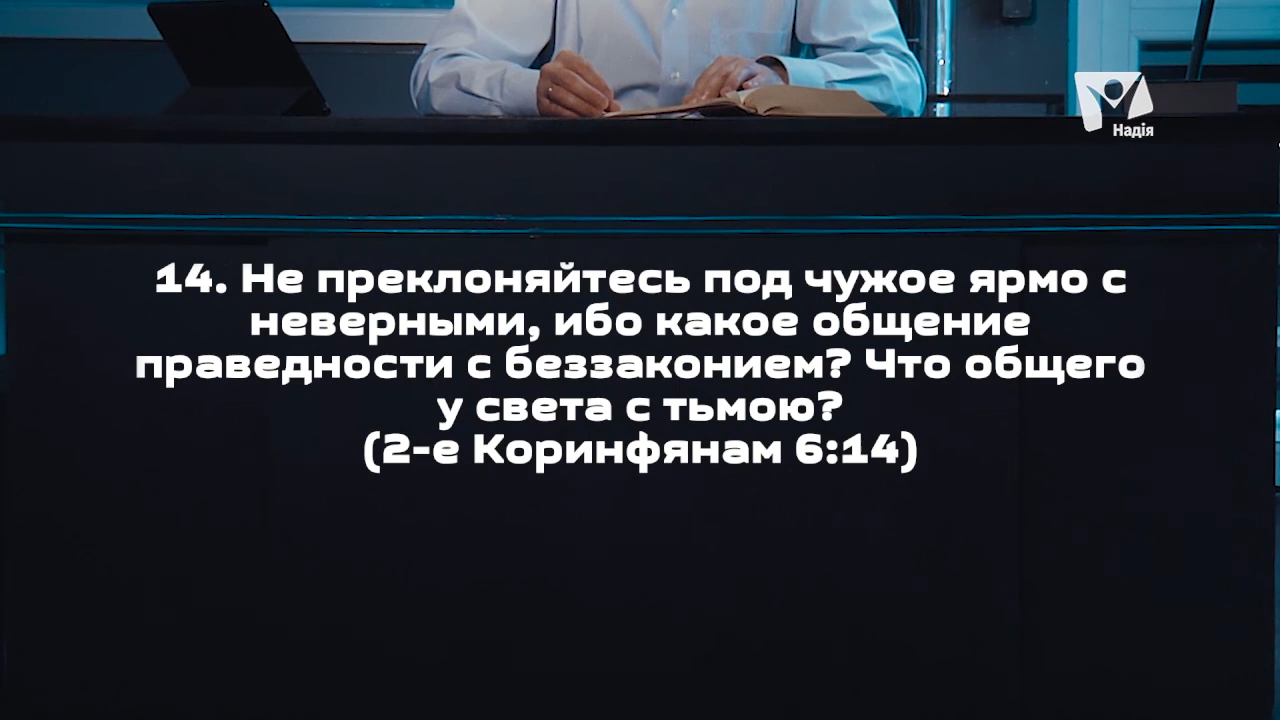 Надія
14. Не преклоняйтесь под чужое ярмо с
неверными, ибо какое общение
праведности с беззаконием? Что общего
у света с тьмою?
(2-е Коринфянам 6:14)